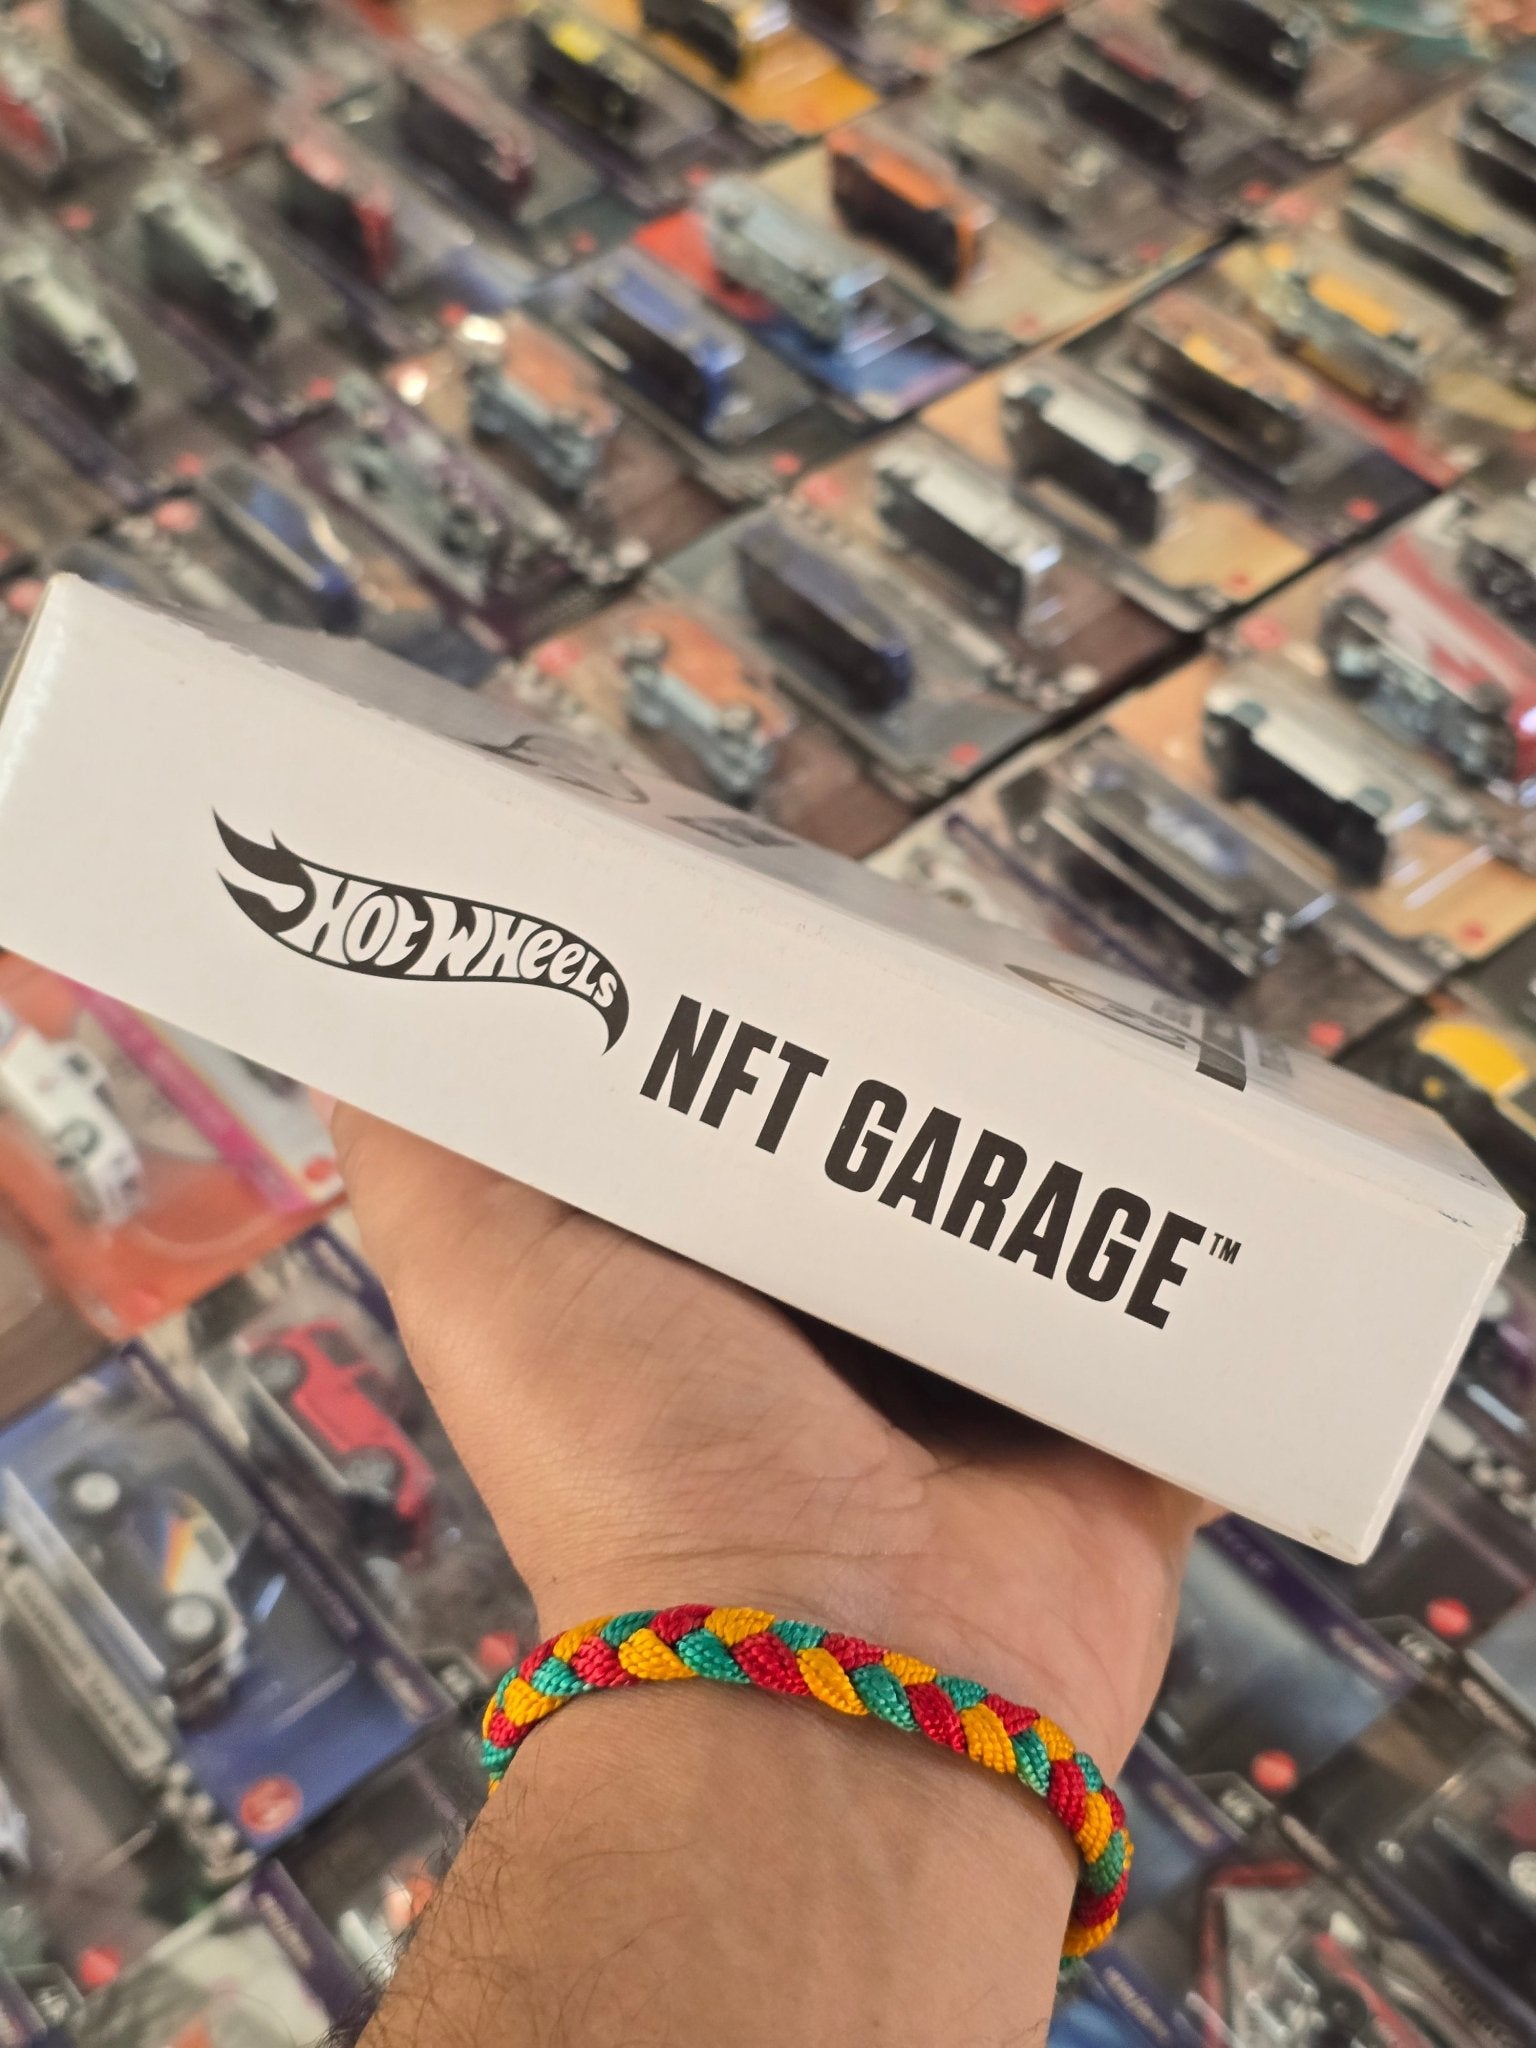 Hot Wheels
NFT GARAGE™